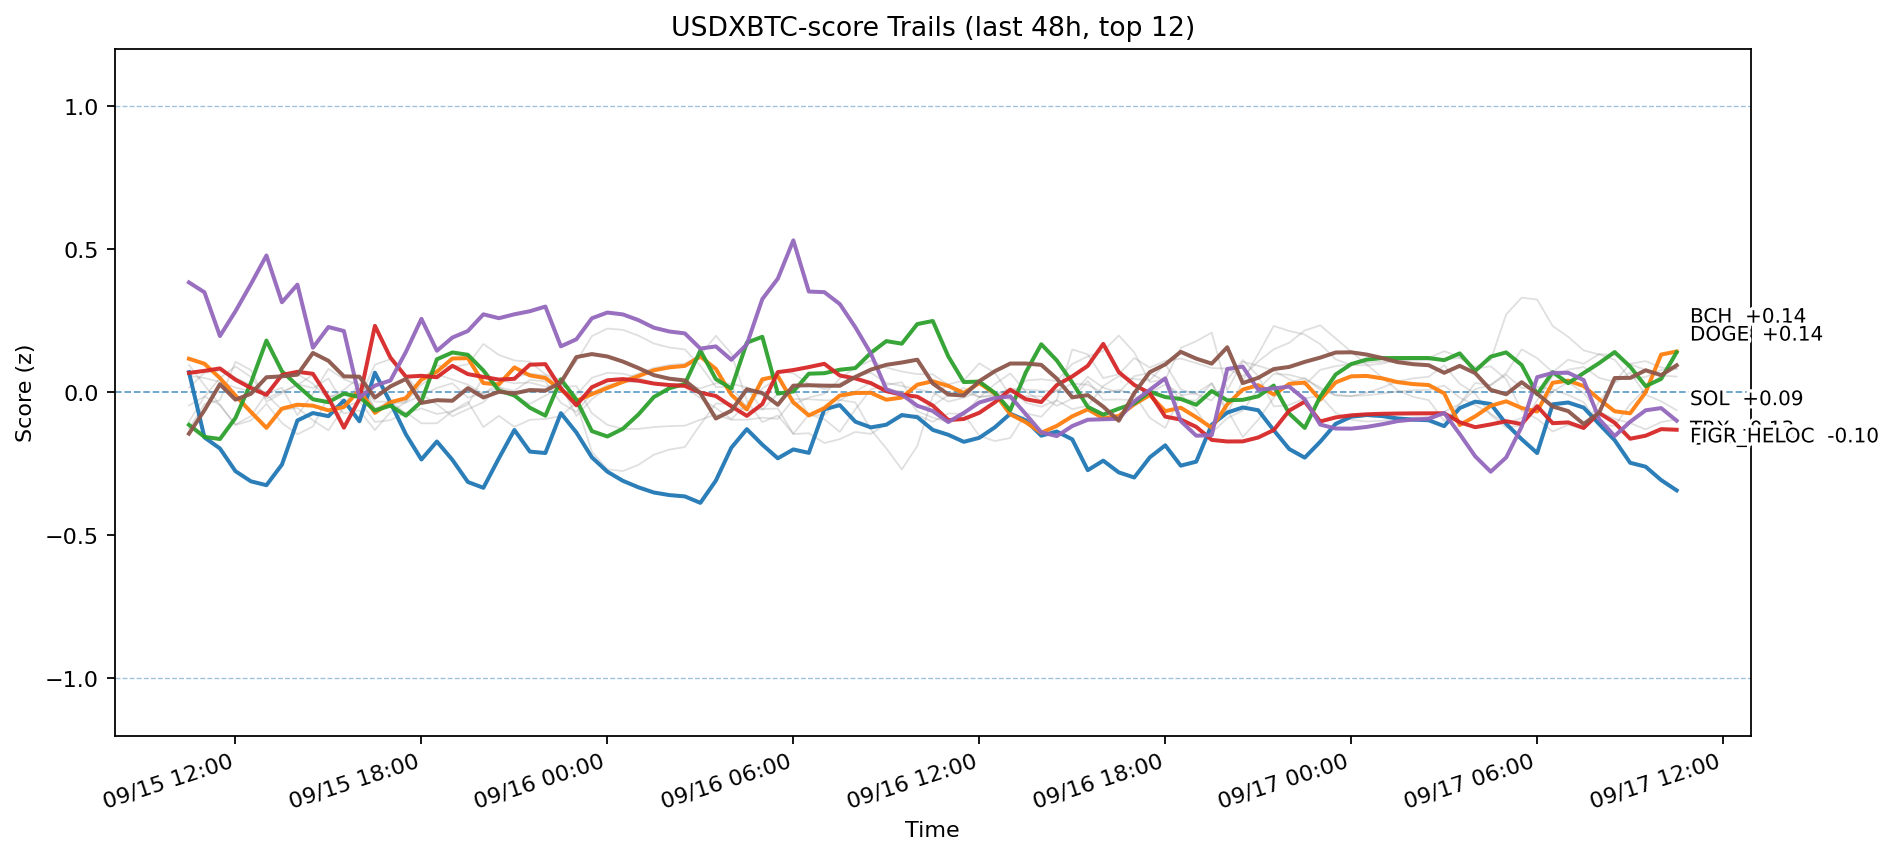 USDXBTC-score Trails (last 48h, top 12)
Score (z)
1.0
0.5
0.0
−0.5
−1.0
BCH +0.14
DOGE +0.14
SOL +0.09
FIGR_HELOC -0.10
09/15 12:00
09/15 18:00
09/16 00:00
09/16 06:00
09/16 12:00
09/16 18:00
09/17 00:00
09/17 06:00
09/17 12:00
Time